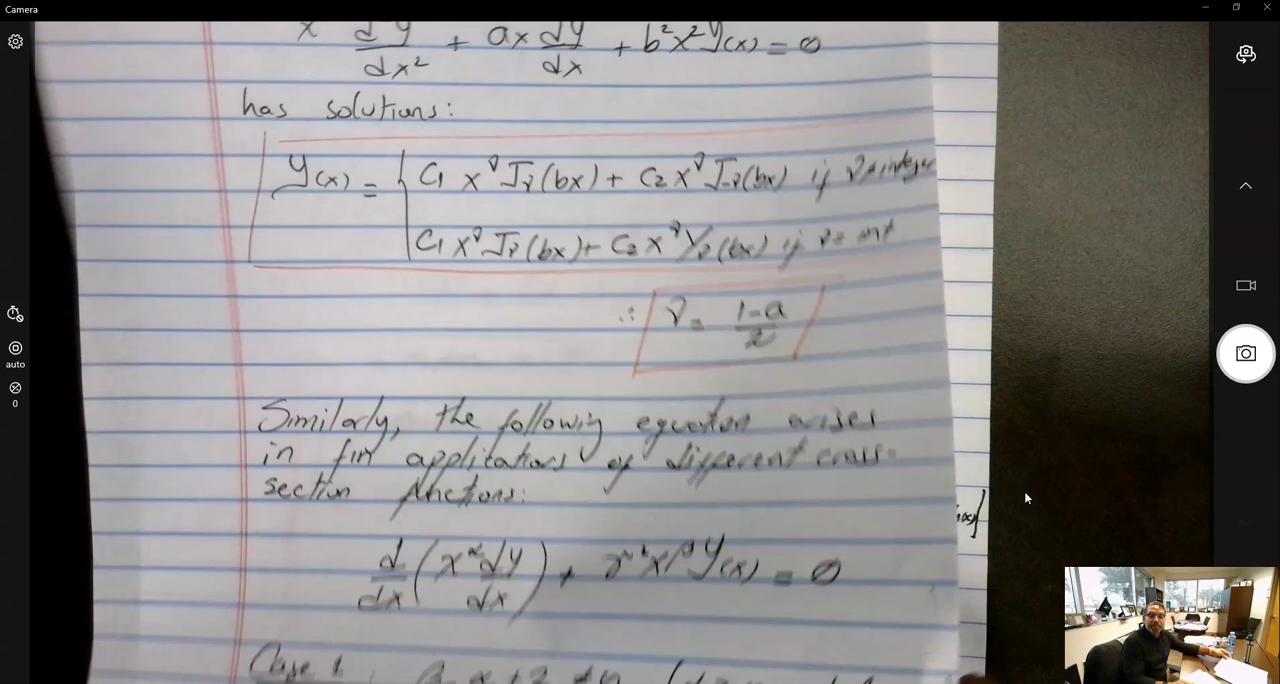 Camera
x d²y/dx² + ax dy/dx + b²x²y(x) = 0
has solutions:
y(x) = { C1 x^ν Jν(bx) + C2 x^ν J-ν(bx) if ν ≠ integer
C1 x^ν Jν(bx) + C2 x^ν Yν(bx) if ν = int
∴ ν = (1-a)/2
Similarly, the following equation arises
in fin applications of different cross-
section functions:
d/dx (x^α dy/dx) + γ²x^β y(x) = 0
Case 1
auto
0